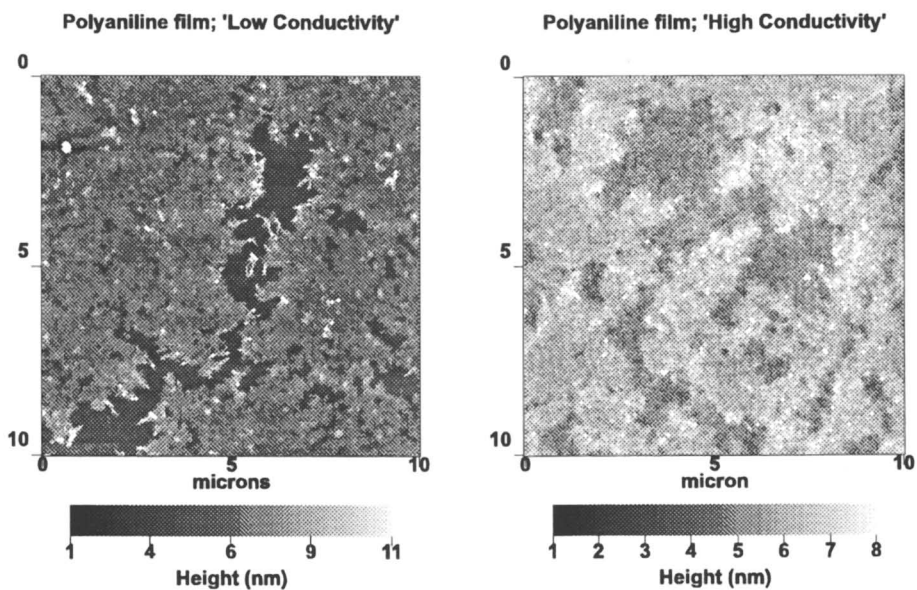 Polyaniline film; 'Low Conductivity'
0
5
10
0 5 10
microns
1 4 6 9 11
Height (nm)
Polyaniline film; 'High Conductivity'
0
5
10
0 5 10
micron
1 2 3 4 5 6 7 8
Height (nm)